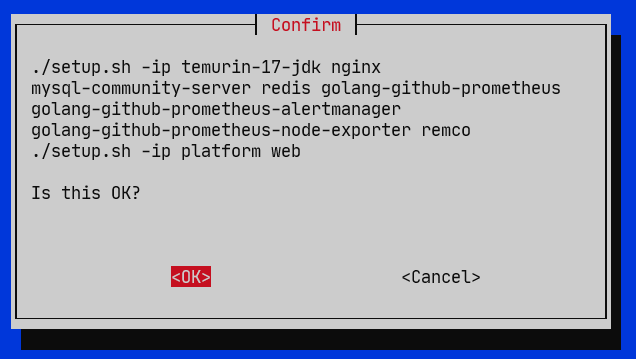 Confirm
./setup.sh -ip temurin-17-jdk nginx
mysql-community-server redis golang-github-prometheus
golang-github-prometheus-alertmanager
golang-github-prometheus-node-exporter remco
./setup.sh -ip platform web
Is this OK?
<OK> <Cancel>